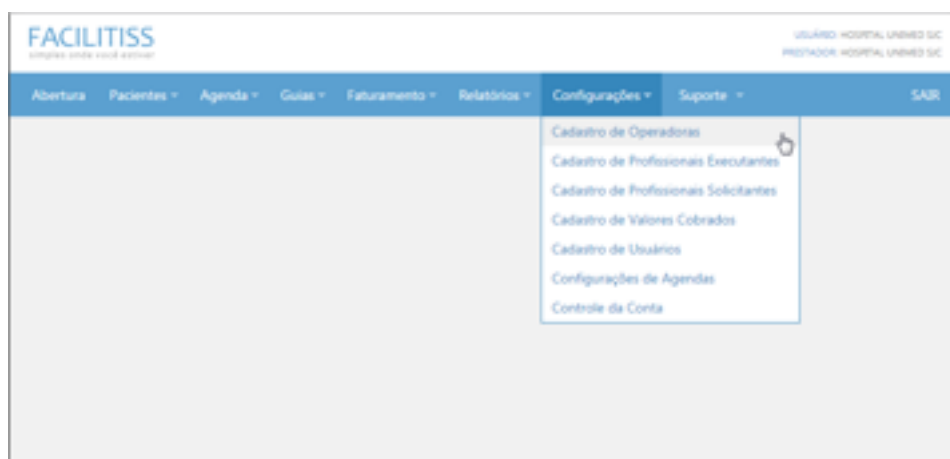 FACILITISS
simples onde você estiver
USUÁRIO: HOSPITAL UNIMED SJC
PRESTADOR: HOSPITAL UNIMED SJC
Abertura Pacientes Agenda Guias Faturamento Relatórios Configurações Suporte SAIR
Cadastro de Operadoras
Cadastro de Profissionais Executantes
Cadastro de Profissionais Solicitantes
Cadastro de Valores Cobrados
Cadastro de Usuários
Configurações de Agendas
Controle da Conta